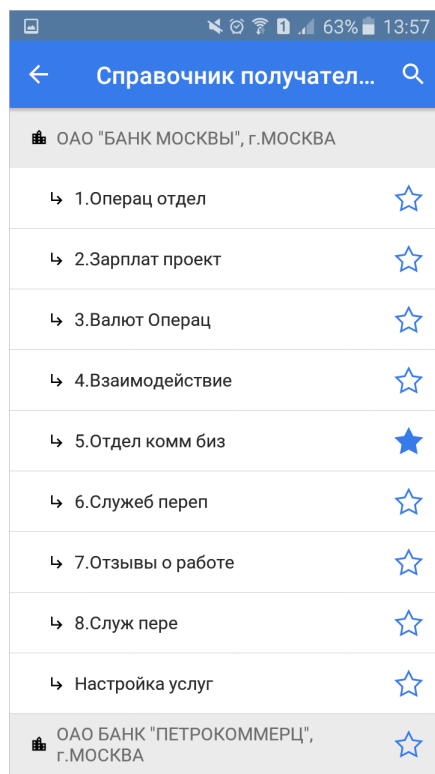 1 63% 13:57
Справочник получател...
ОАО "БАНК МОСКВЫ", г.МОСКВА
1.Операц отдел
2.Зарплат проект
3.Валют Операц
4.Взаимодействие
5.Отдел комм биз
6.Служеб переп
7.Отзывы о работе
8.Служ пере
Настройка услуг
ОАО БАНК "ПЕТРОКОММЕРЦ",
г.МОСКВА